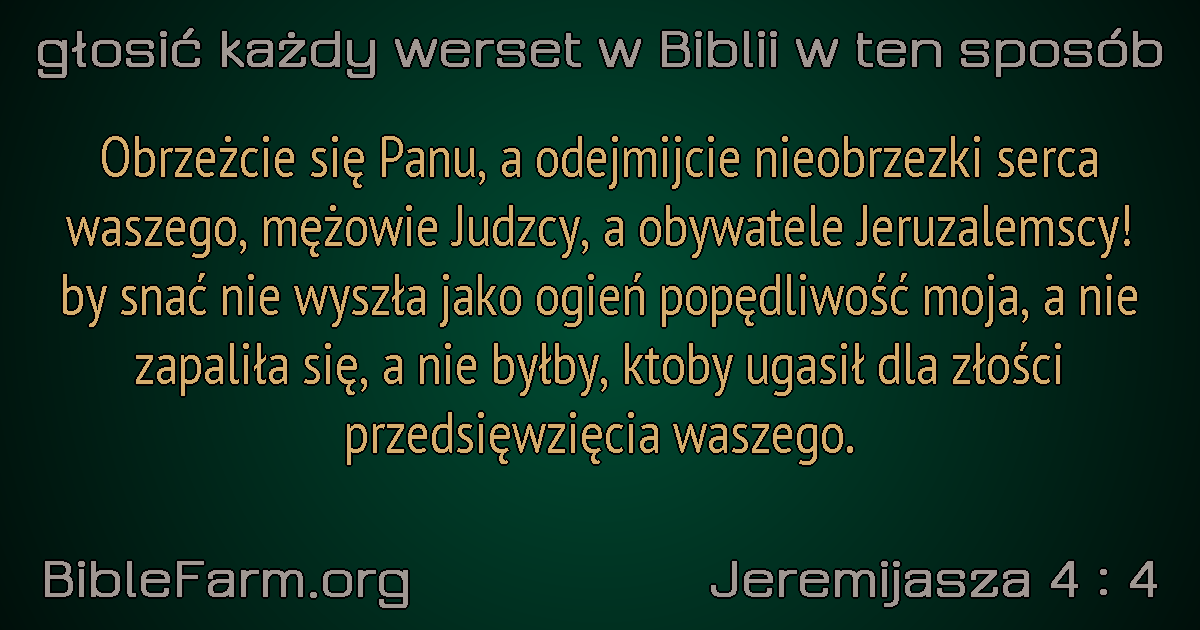 głosić każdy werset w Biblii w ten sposób
Obrzeżcie się Panu, a odejmijcie nieobrzezki serca
waszego, mężowie Judzcy, a obywatele Jeruzalemscy!
by snać nie wyszła jako ogień popędliwość moja, a nie
zapaliła się, a nie byłby, ktoby ugasił dla złości
przedsięwzięcia waszego.
BibleFarm.org
Jeremijasza 4 : 4